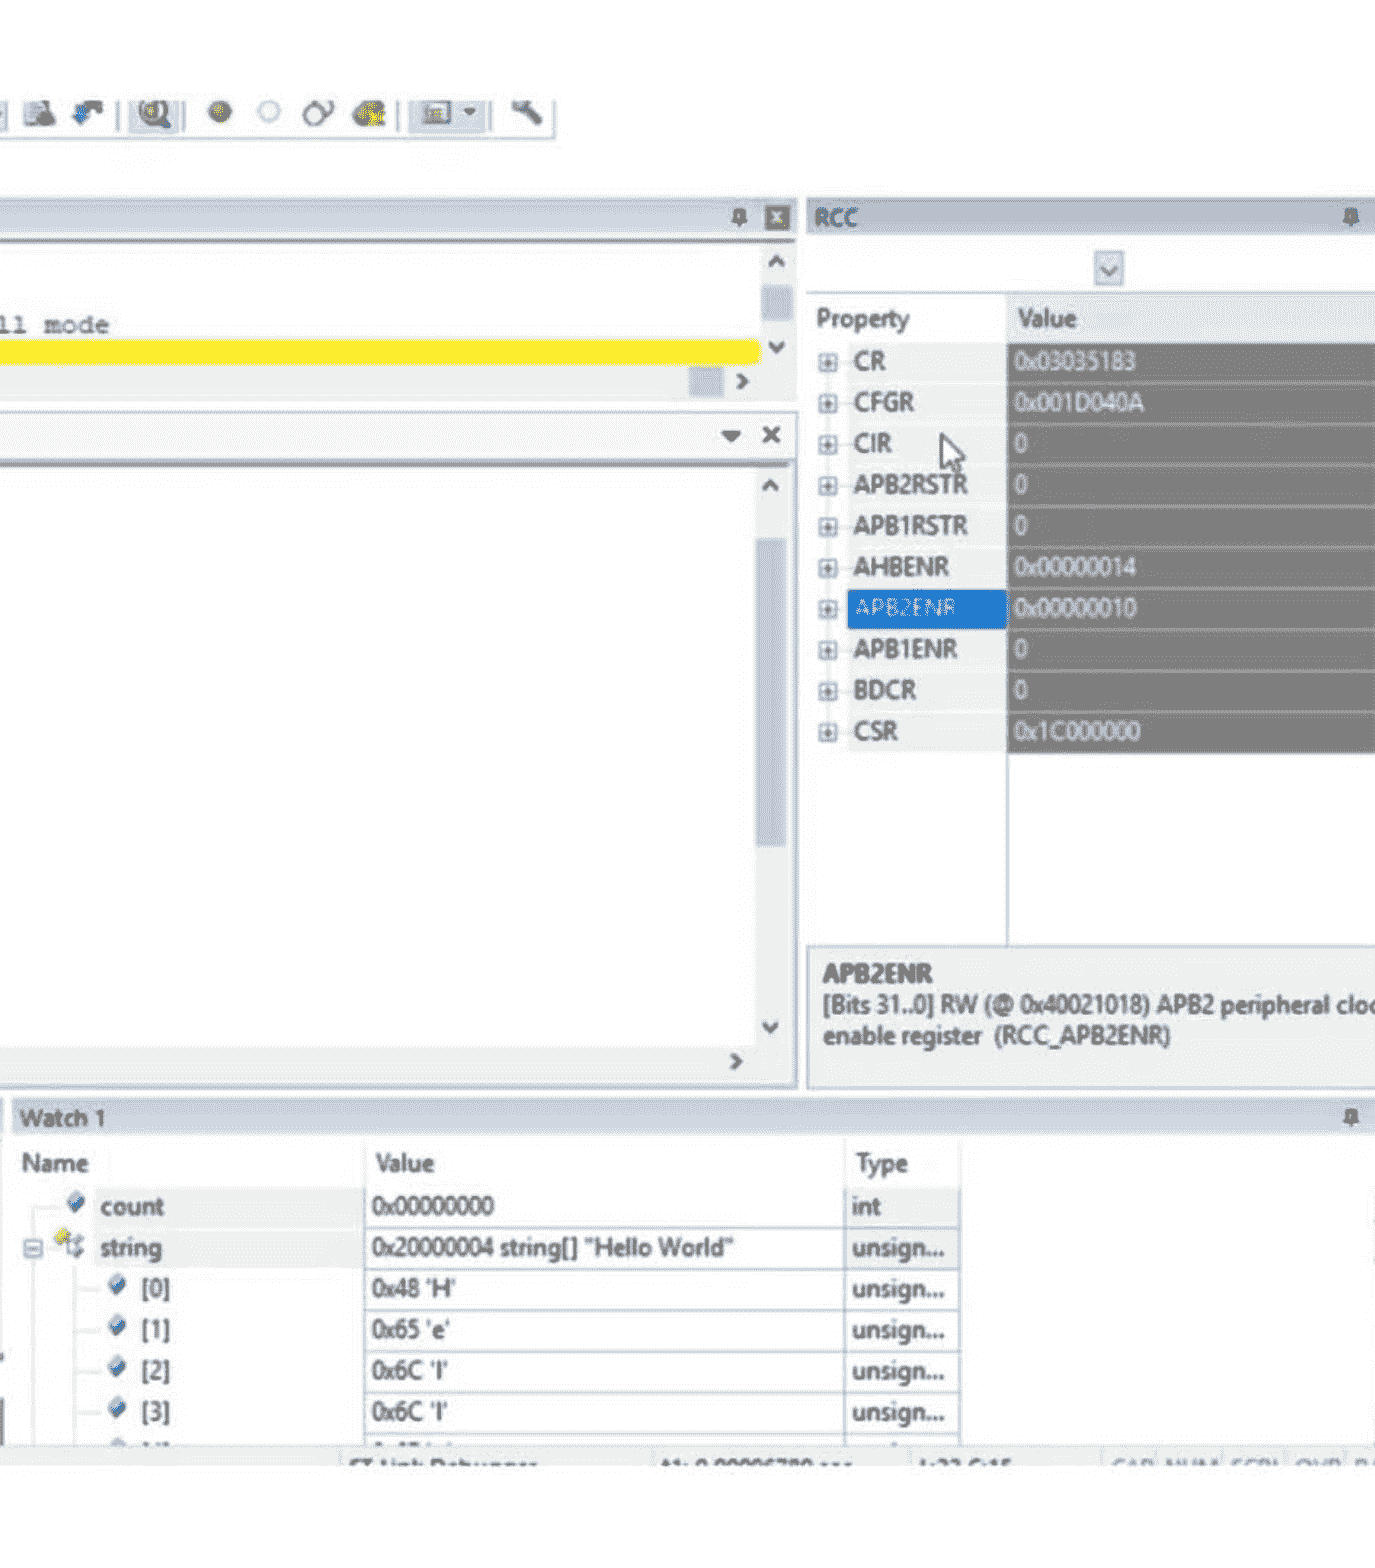 RCC
ll mode
Property Value
CR 0x03035183
CFGR 0x001D040A
CIR 0
APB2RSTR 0
APB1RSTR 0
AHBENR 0x00000014
APB2ENR 0x00000010
APB1ENR 0
BDCR 0
CSR 0x1C000000
APB2ENR
[Bits 31..0] RW (@ 0x40021018) APB2 peripheral cloc
enable register (RCC_APB2ENR)
Watch 1
Name Value Type
count 0x00000000 int
string 0x20000004 string[] "Hello World" unsign...
[0] 0x48 'H' unsign...
[1] 0x65 'e' unsign...
[2] 0x6C 'l' unsign...
[3] 0x6C 'l' unsign...